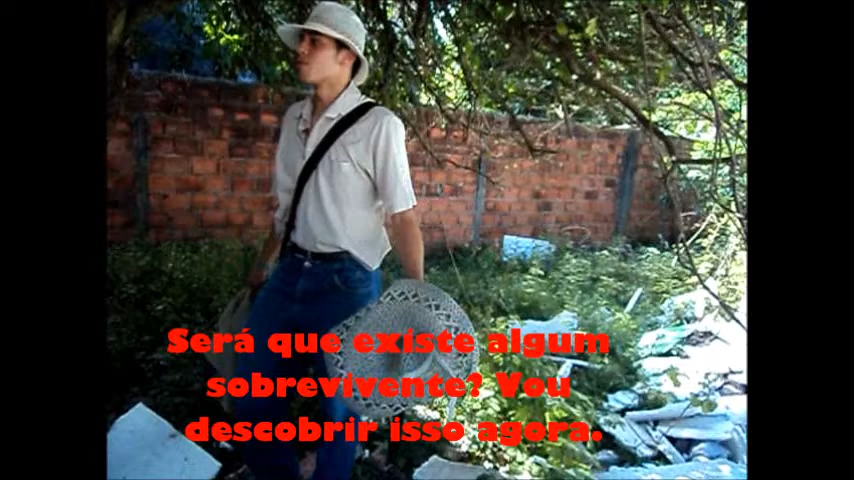 Será que existe algum
sobrevivente? Vou
descobrir isso agora.